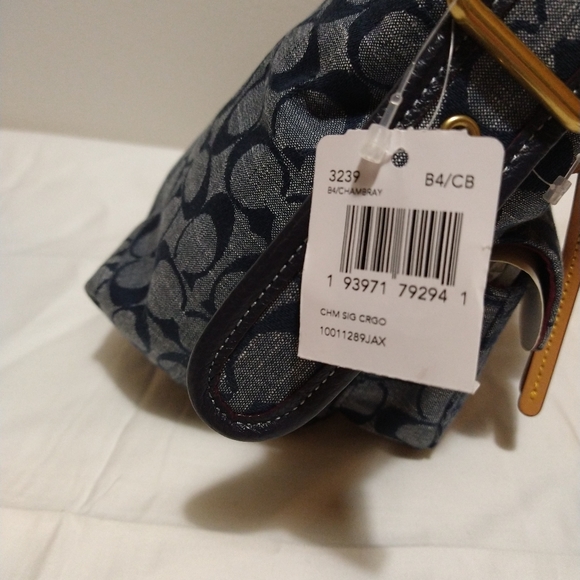 3239 B4/CB
B4/CHAMBRAY
1 93971 79294 1
CHM SIG CRGO
10011289JAX